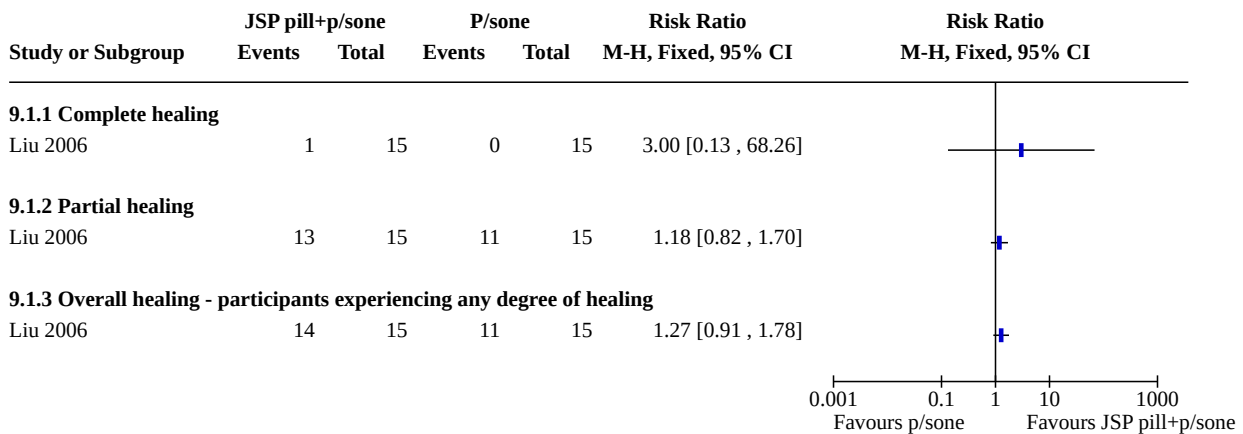 JSP pill+p/sone P/sone Risk Ratio Risk Ratio
Study or Subgroup Events Total Events Total M-H, Fixed, 95% CI M-H, Fixed, 95% CI
9.1.1 Complete healing
Liu 2006 1 15 0 15 3.00 [0.13 , 68.26]
9.1.2 Partial healing
Liu 2006 13 15 11 15 1.18 [0.82 , 1.70]
9.1.3 Overall healing - participants experiencing any degree of healing
Liu 2006 14 15 11 15 1.27 [0.91 , 1.78]
0.001 0.1 1 10 1000
Favours p/sone Favours JSP pill+p/sone